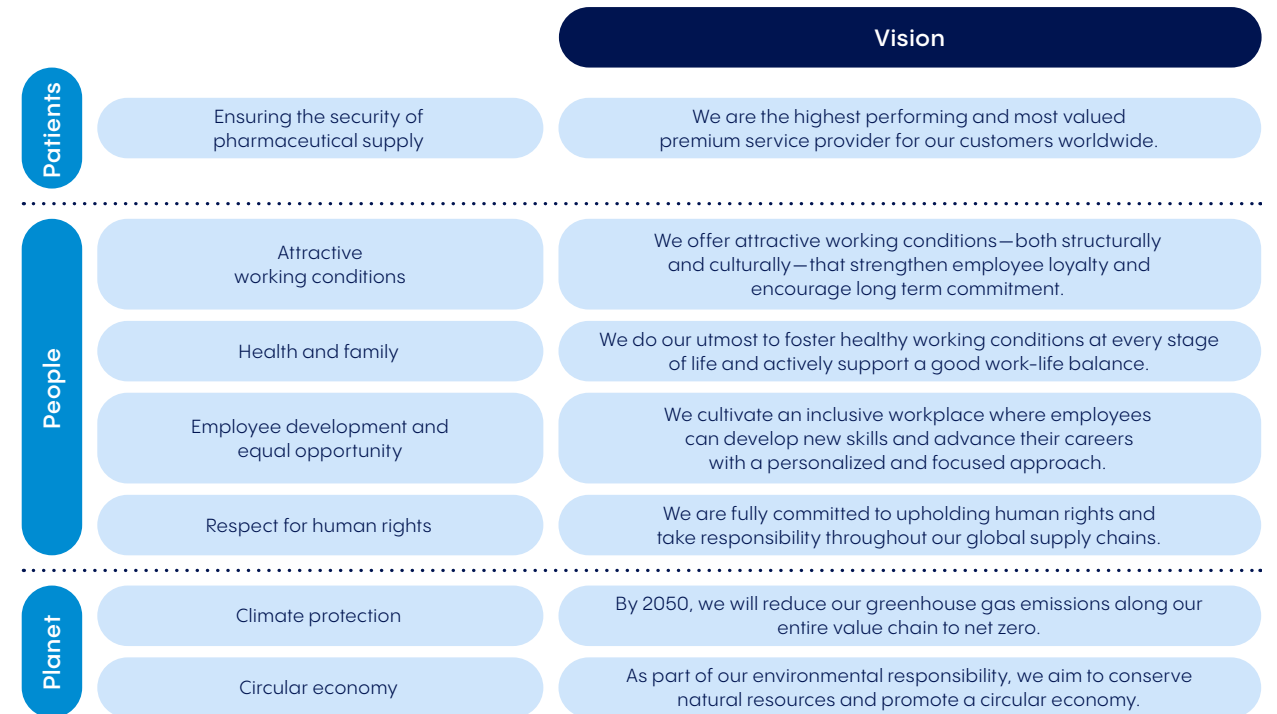 Vision
Patients
Ensuring the security of
pharmaceutical supply
We are the highest performing and most valued
premium service provider for our customers worldwide.
People
Attractive
working conditions
We offer attractive working conditions—both structurally
and culturally—that strengthen employee loyalty and
encourage long term commitment.
Health and family
We do our utmost to foster healthy working conditions at every stage
of life and actively support a good work-life balance.
Employee development and
equal opportunity
We cultivate an inclusive workplace where employees
can develop new skills and advance their careers
with a personalized and focused approach.
Respect for human rights
We are fully committed to upholding human rights and
take responsibility throughout our global supply chains.
Planet
Climate protection
By 2050, we will reduce our greenhouse gas emissions along our
entire value chain to net zero.
Circular economy
As part of our environmental responsibility, we aim to conserve
natural resources and promote a circular economy.